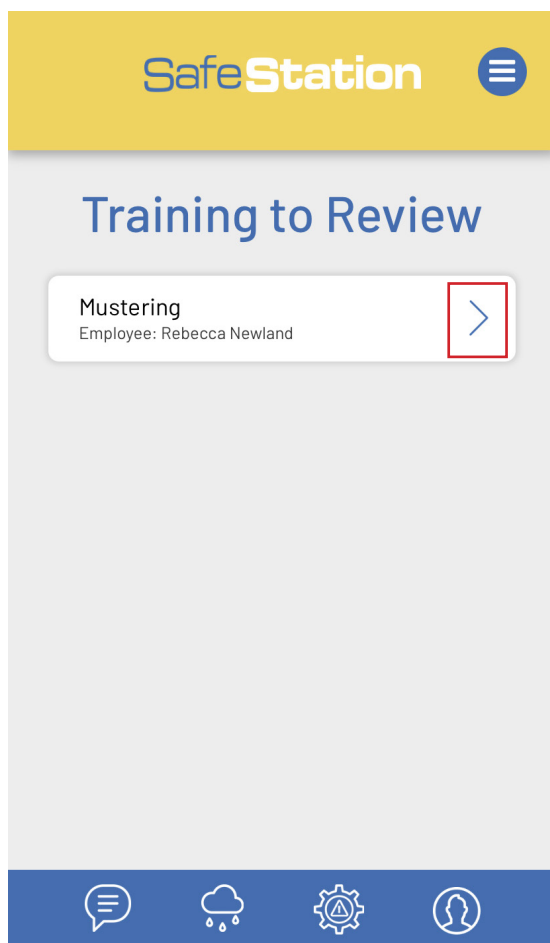 SafeStation
Training to Review
Mustering
Employee: Rebecca Newland